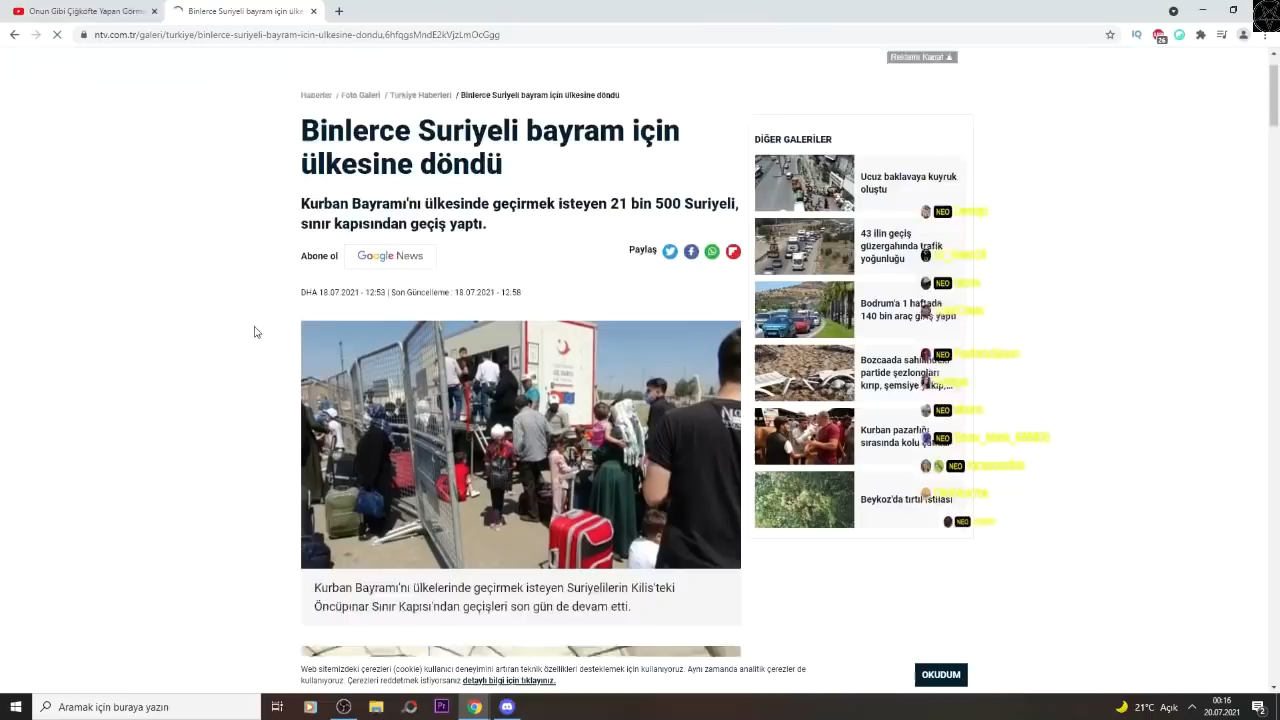 Onun Gibi Çiğköfte Yapan Görme
Binlerce Suriyeli bayram için ülke
ntv.com.tr/galeri/turkiye/binlerce-suriyeli-bayram-icin-ulkesine-dondu,6hfqgsMndE2kVjzLmOcGgg
Reklamı Kapat ▲
Haberler / Foto Galeri / Türkiye Haberleri / Binlerce Suriyeli bayram için ülkesine döndü
Binlerce Suriyeli bayram için
ülkesine döndü
Kurban Bayramı'nı ülkesinde geçirmek isteyen 21 bin 500 Suriyeli,
sınır kapısından geçiş yaptı.
Abone ol Google News
Paylaş
DHA 18.07.2021 - 12:53 | Son Güncelleme : 18.07.2021 - 12:58
Kurban Bayramı'nı ülkelerinde geçirmek isteyen Suriyelilerin Kilis'teki
Öncüpınar Sınır Kapısı'ndan geçişleri son gün de devam etti.
DİĞER GALERİLER
Ucuz baklavaya kuyruk
oluştu
43 ilin geçiş
güzergahında trafik
yoğunluğu
Bodrum'a 1 haftada
140 bin araç giriş yaptı
Bozcaada sahilindeki
partide şezlongları
kırıp, şemsiye
Kurban pazarlığı
sırasında kolu
Beykoz'da tırtıl istilası
NEO
NEO
NEO
NEO
NEO
NEO
NEO
NEO
Web sitemizdeki çerezleri (cookie) kullanıcı deneyimini artıran teknik özellikleri desteklemek için kullanıyoruz. Aynı zamanda analitik çerezler de
kullanıyoruz. Çerezleri reddetmek istiyorsanız detaylı bilgi için tıklayınız.
OKUDUM
Aramak için buraya yazın
21°C Açık
00:16
20.07.2021